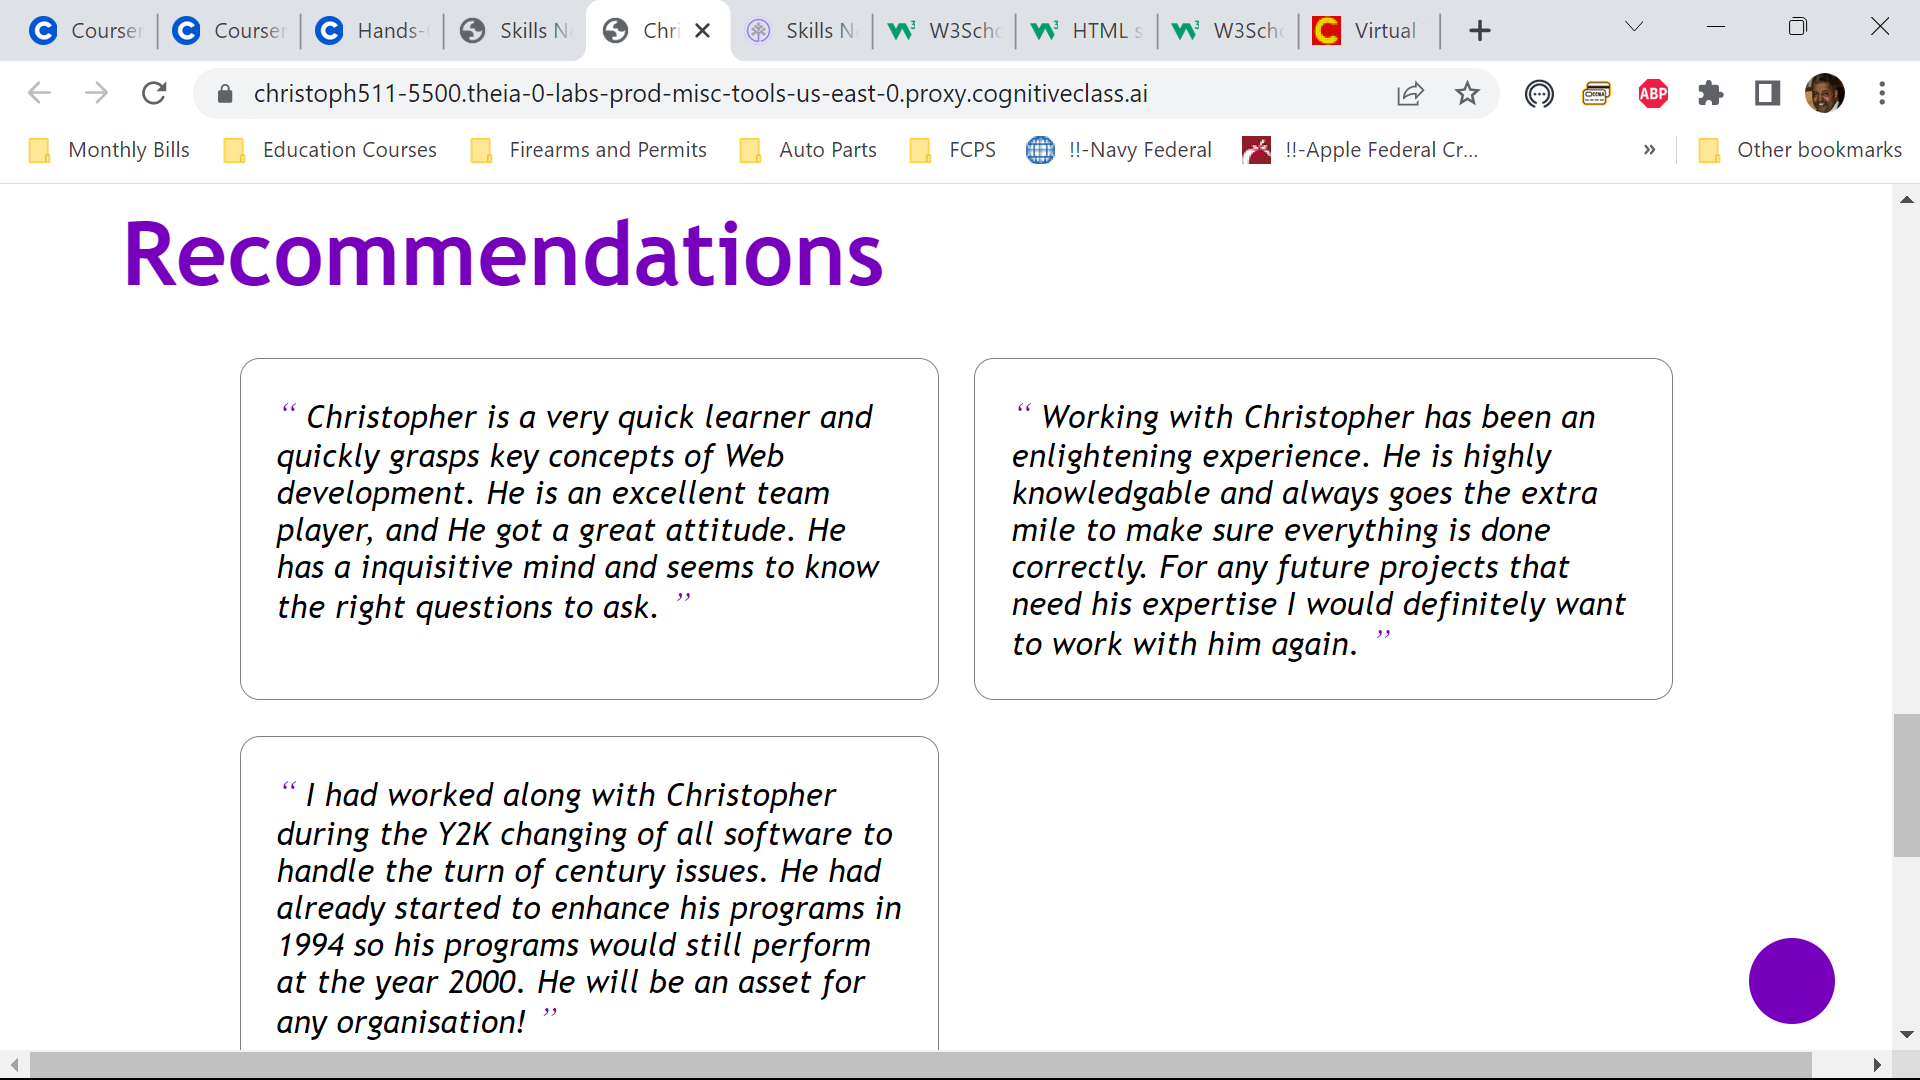 Courser
Courser
Hands-
Skills N
Chri
Skills N
W3Scho
HTML s
W3Scho
Virtual
christoph511-5500.theia-0-labs-prod-misc-tools-us-east-0.proxy.cognitiveclass.ai
ABP
Monthly Bills
Education Courses
Firearms and Permits
Auto Parts
FCPS
!!-Navy Federal
!!-Apple Federal Cr...
»
Other bookmarks
Recommendations
“ Christopher is a very quick learner and
quickly grasps key concepts of Web
development. He is an excellent team
player, and He got a great attitude. He
has a inquisitive mind and seems to know
the right questions to ask. ”
“ Working with Christopher has been an
enlightening experience. He is highly
knowledgable and always goes the extra
mile to make sure everything is done
correctly. For any future projects that
need his expertise I would definitely want
to work with him again. ”
“ I had worked along with Christopher
during the Y2K changing of all software to
handle the turn of century issues. He had
already started to enhance his programs in
1994 so his programs would still perform
at the year 2000. He will be an asset for
any organisation! ”